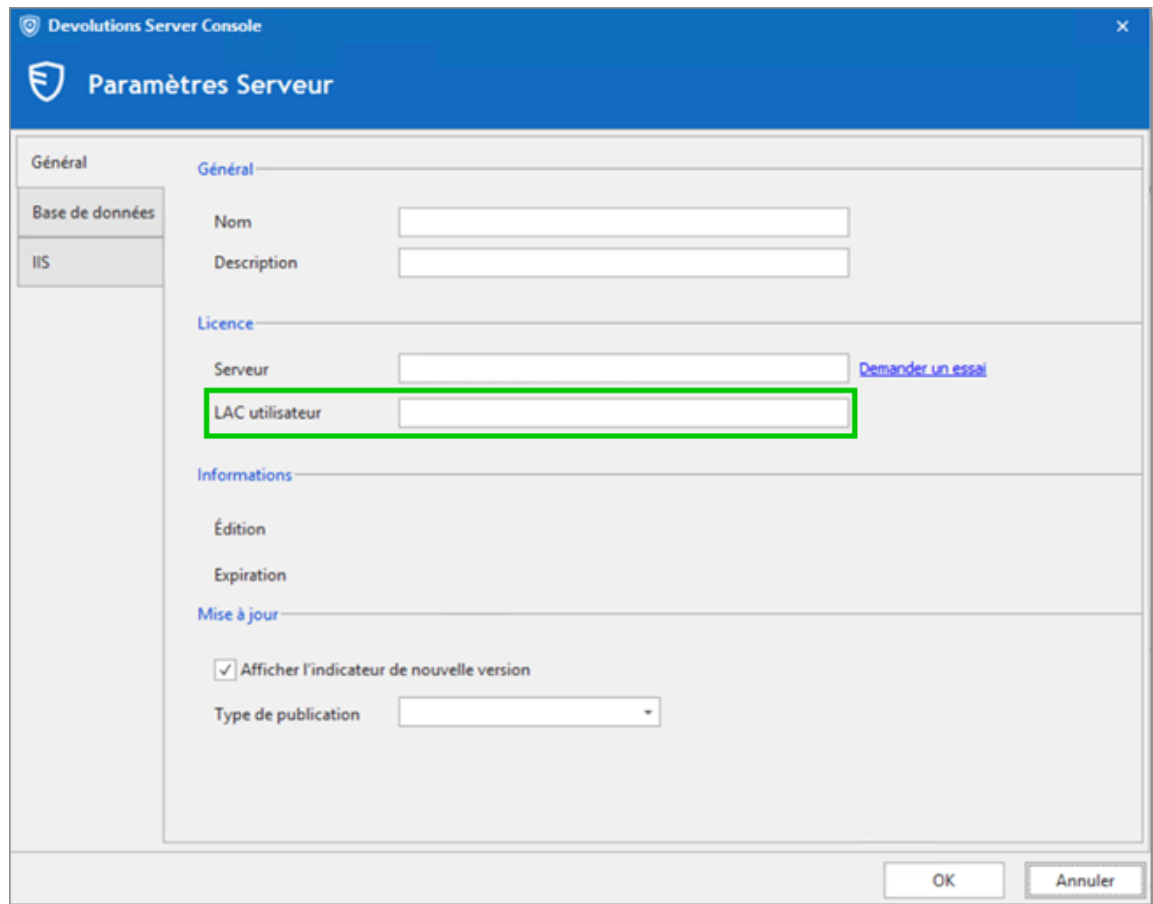 Devolutions Server Console
Paramètres Serveur
Général
Base de données
IIS
Général
Nom
Description
Licence
Serveur
Demander un essai
LAC utilisateur
Informations
Édition
Expiration
Mise à jour
Afficher l'indicateur de nouvelle version
Type de publication
OK
Annuler